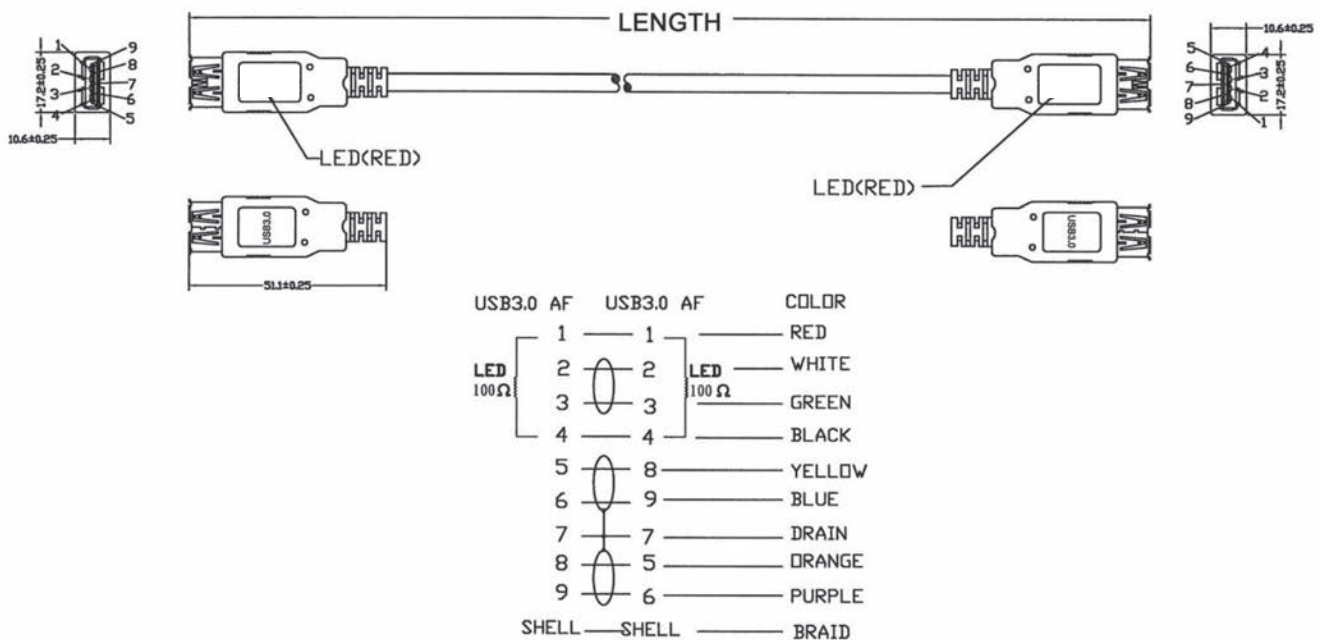 LENGTH
1 2 3 4
9 8 7 6 5
17.2±0.25
10.6±0.25
LED(RED)
10.6±0.25
5 6 7 8 9
4 3 2 1
17.2±0.25
LED(RED)
USB3.0
51.1±0.25
USB3.0
USB3.0 AF USB3.0 AF COLOR
1 1 RED
2 2 WHITE
LED 100Ω LED 100Ω
3 3 GREEN
4 4 BLACK
5 8 YELLOW
6 9 BLUE
7 7 DRAIN
8 5 ORANGE
9 6 PURPLE
SHELL SHELL BRAID